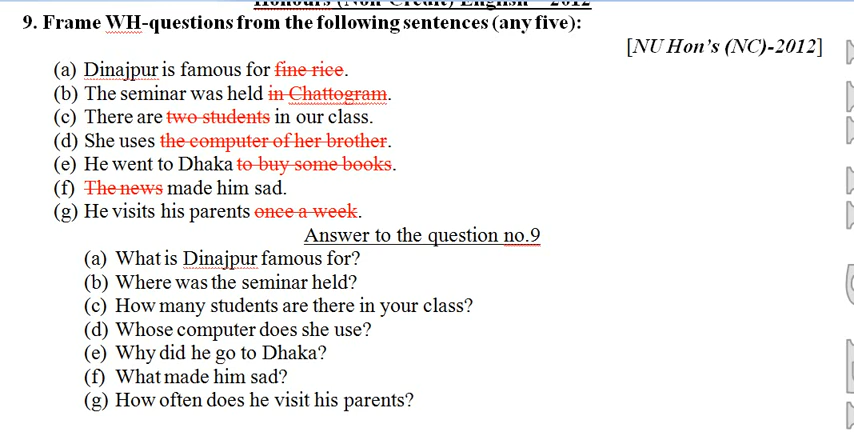 Honours (Non Credit) English - 2012
9. Frame WH-questions from the following sentences (any five):
[NU Hon's (NC)-2012]
(a) Dinajpur is famous for fine rice.
(b) The seminar was held in Chattogram.
(c) There are two students in our class.
(d) She uses the computer of her brother.
(e) He went to Dhaka to buy some books.
(f) The news made him sad.
(g) He visits his parents once a week.
Answer to the question no.9
(a) What is Dinajpur famous for?
(b) Where was the seminar held?
(c) How many students are there in your class?
(d) Whose computer does she use?
(e) Why did he go to Dhaka?
(f) What made him sad?
(g) How often does he visit his parents?